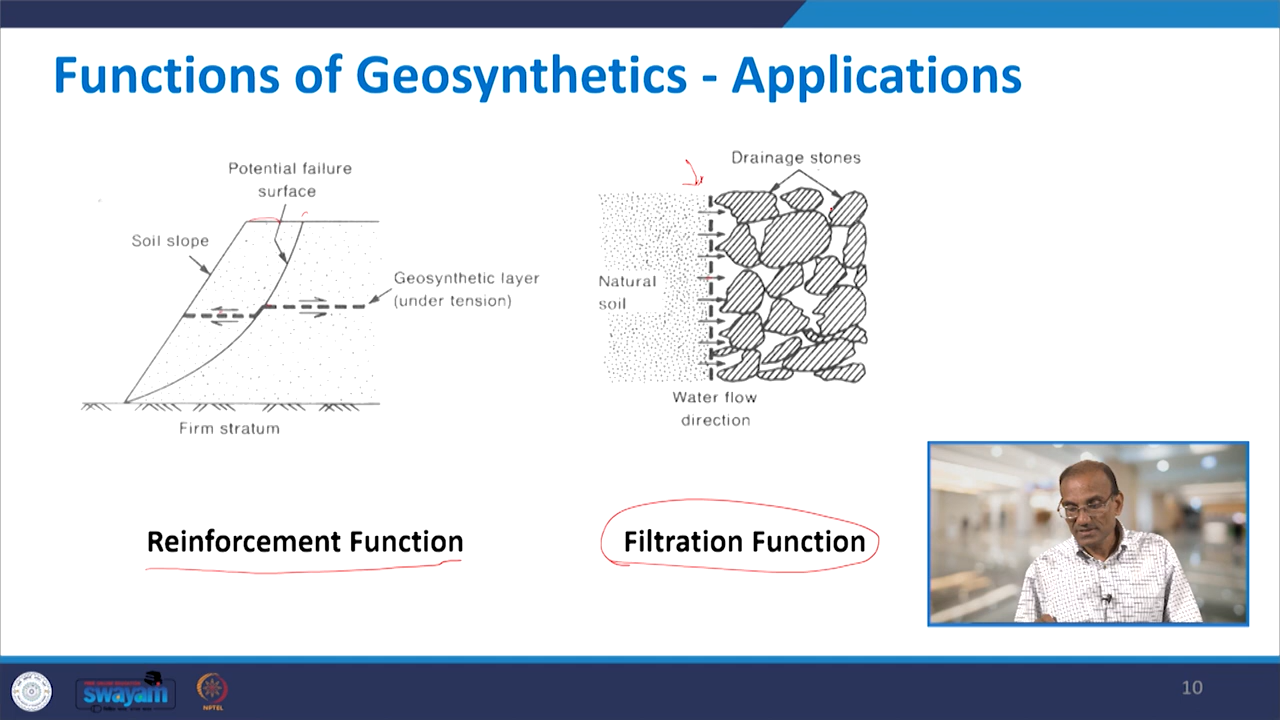 Functions of Geosynthetics - Applications
Potential failure
surface
Soil slope
Geosynthetic layer
(under tension)
Firm stratum
Reinforcement Function
Drainage stones
Natural
soil
Water flow
direction
Filtration Function
swayam
NPTEL
10